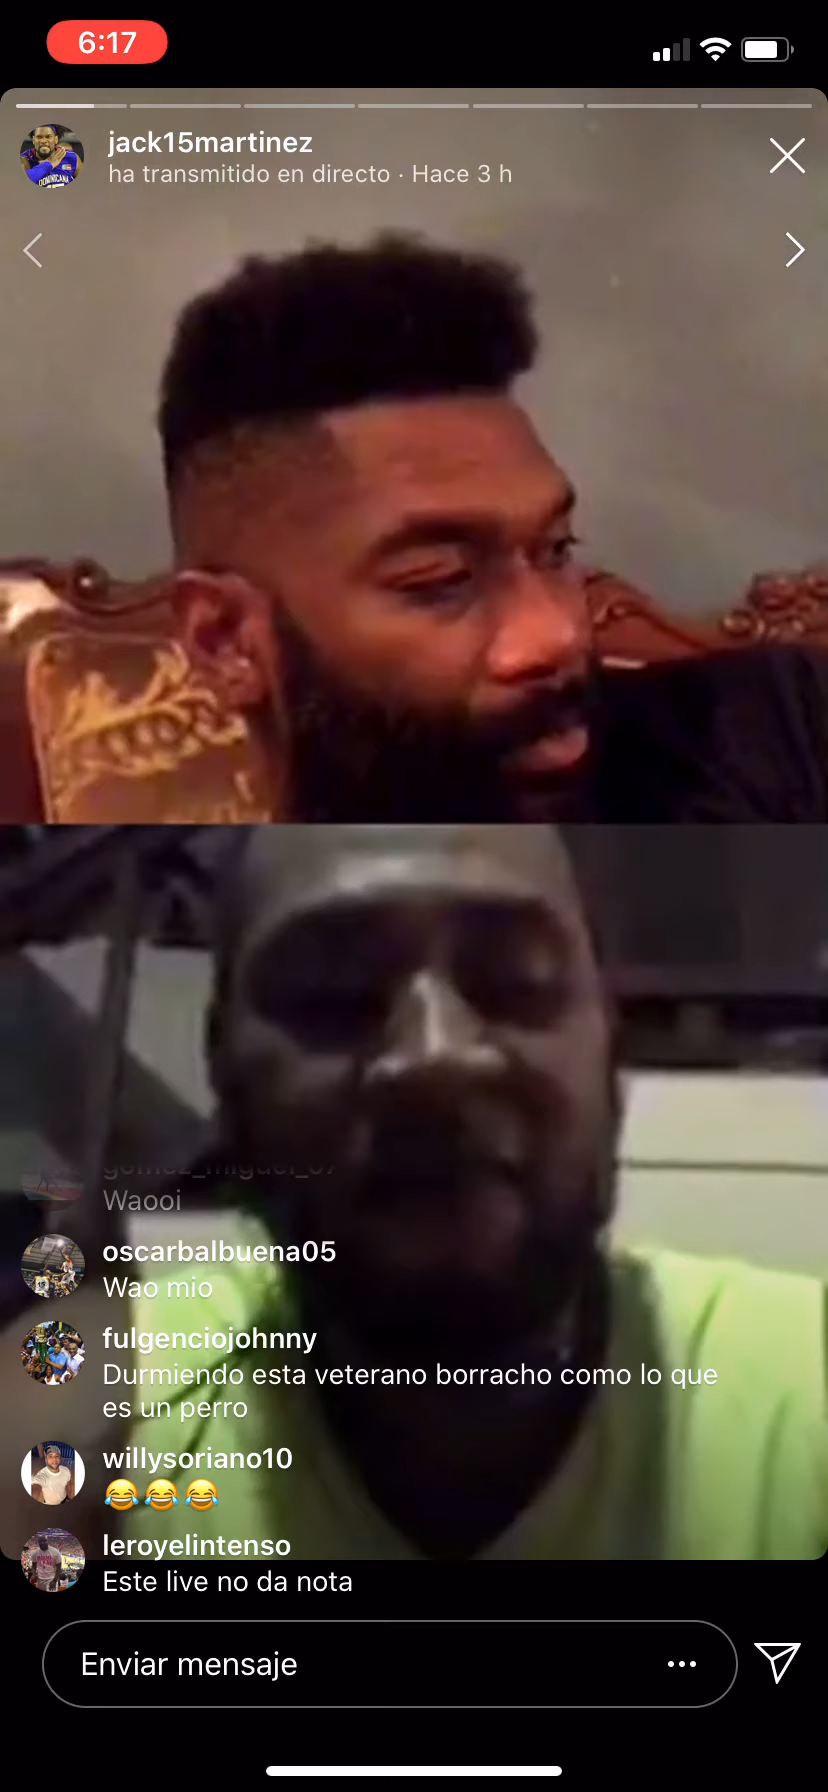 6:17
jack15martinez
ha transmitido en directo · Hace 3 h
Waooi
oscarbalbuena05
Wao mio
fulgenciojohnny
Durmiendo esta veterano borracho como lo que
es un perro
willysoriano10
😂😂😂
leroyelintenso
Este live no da nota
Enviar mensaje